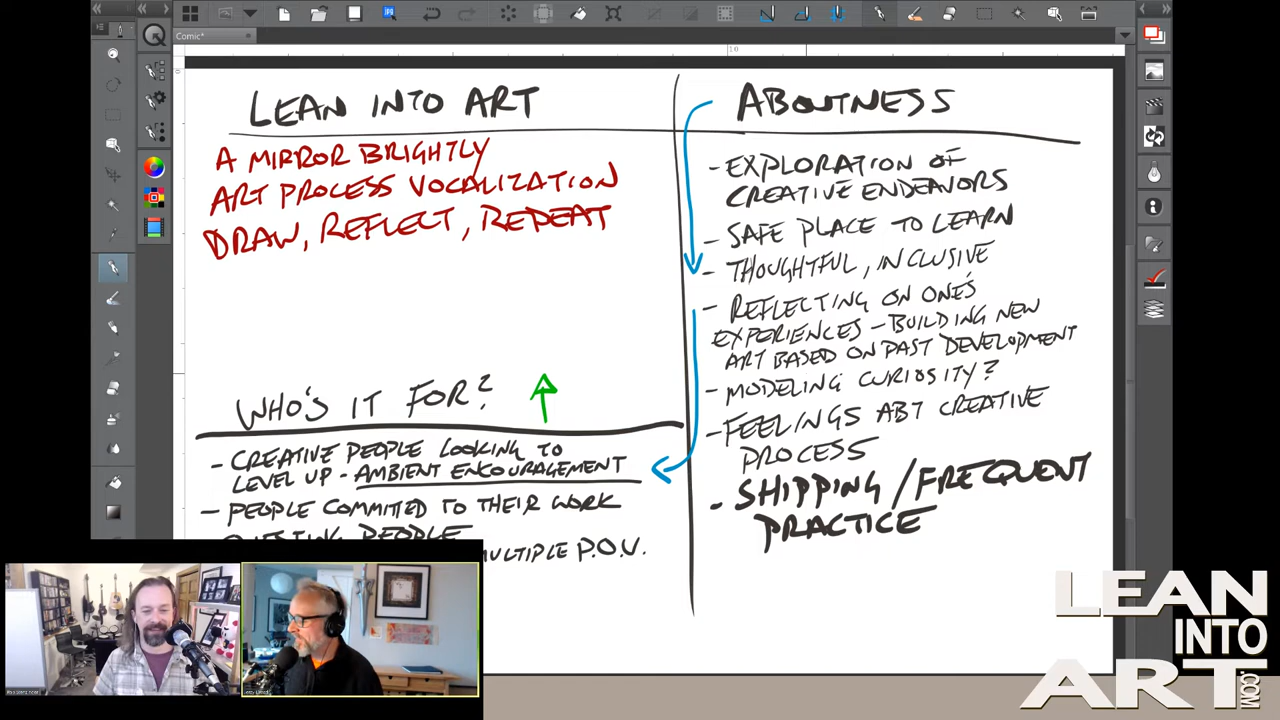 Comic*
10
LEAN INTO ART
A MIRROR BRIGHTLY
ART PROCESS VOCALIZATION
DRAW, REFLECT, REPEAT
WHO'S IT FOR?
- CREATIVE PEOPLE LOOKING TO
LEVEL UP - AMBIENT ENCOURAGEMENT
- PEOPLE COMMITTED TO THEIR WORK
PEOPLE
MULTIPLE P.O.V.
ABOUTNESS
- EXPLORATION OF
CREATIVE ENDEAVORS
- SAFE PLACE TO LEARN
- THOUGHTFUL, INCLUSIVE
- REFLECTING ON ONE'S
EXPERIENCES - BUILDING NEW
ART BASED ON PAST DEVELOPMENT
- MODELING CURIOSITY?
- FEELINGS ABT CREATIVE
PROCESS
- SHIPPING / FREQUENT
PRACTICE
LEAN
INTO
ART.COM